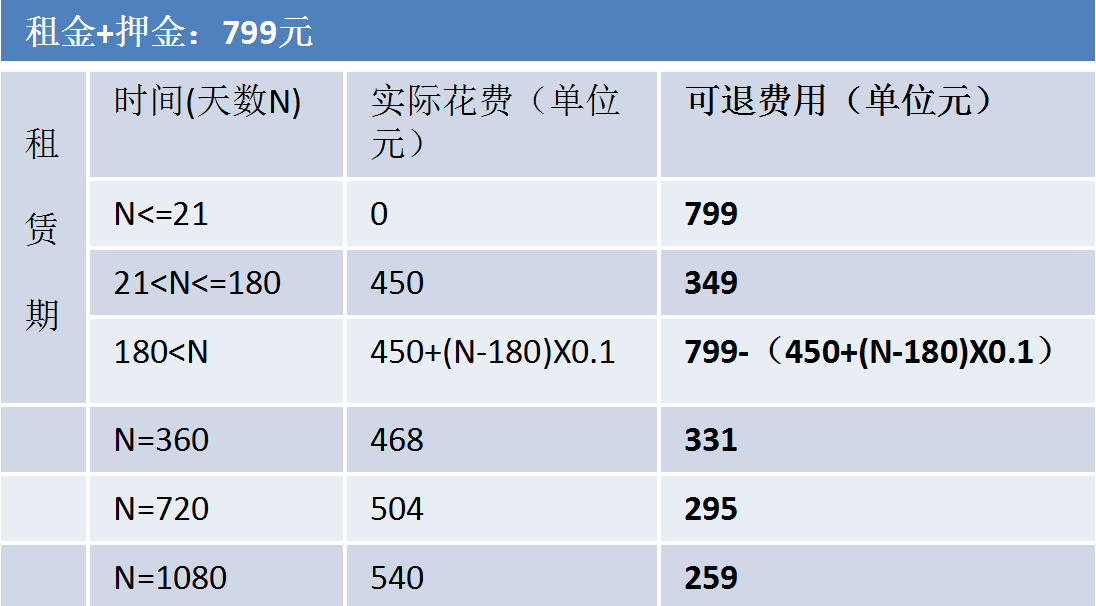 租金+押金：799元
租
赁
期
时间(天数N) 实际花费（单位
元） 可退费用（单位元）
N<=21 0 799
21<N<=180 450 349
180<N 450+(N-180)X0.1 799-（450+(N-180)X0.1）
N=360 468 331
N=720 504 295
N=1080 540 259